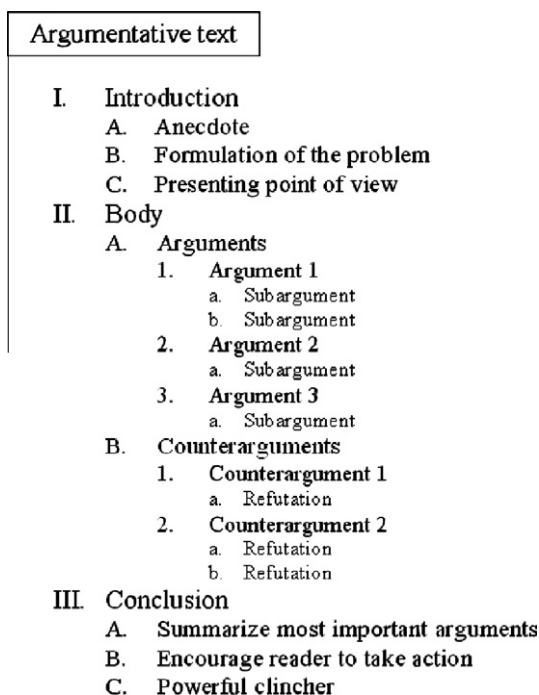 Argumentative text
I. Introduction
A. Anecdote
B. Formulation of the problem
C. Presenting point of view
II. Body
A. Arguments
1. Argument 1
a. Subargument
b. Subargument
2. Argument 2
a. Subargument
3. Argument 3
a. Subargument
B. Counterarguments
1. Counterargument 1
a. Refutation
2. Counterargument 2
a. Refutation
b. Refutation
III. Conclusion
A. Summarize most important arguments
B. Encourage reader to take action
C. Powerful clincher